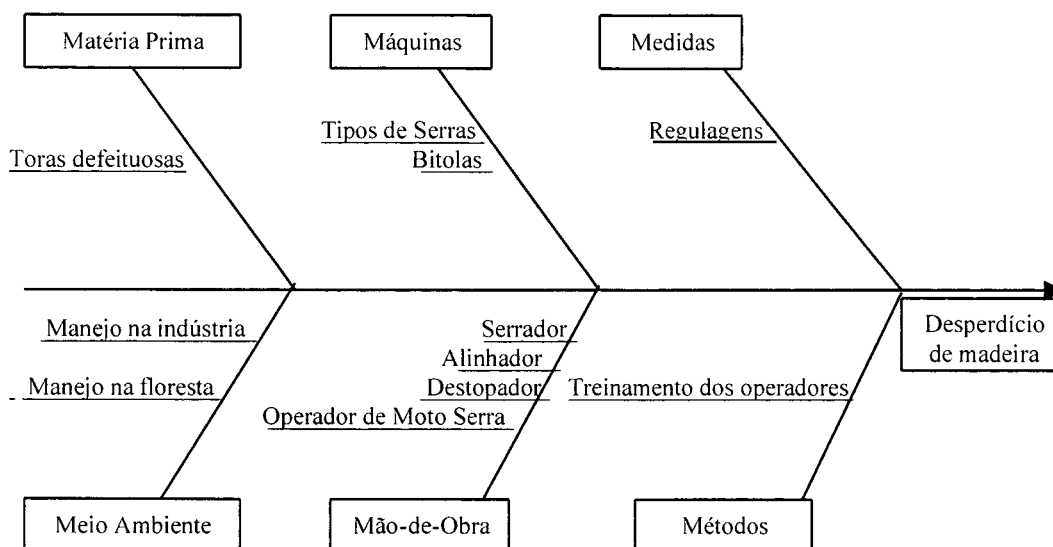 Matéria Prima
Máquinas
Medidas
Toras defeituosas
Tipos de Serras
Bitolas
Regulagens
Manejo na indústria
Manejo na floresta
Serrador
Alinhador
Destopador
Operador de Moto Serra
Treinamento dos operadores
Desperdício
de madeira
Meio Ambiente
Mão-de-Obra
Métodos